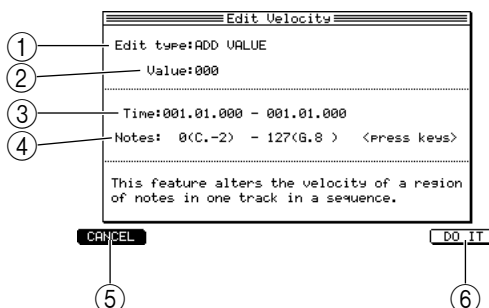 Edit Velocity
① Edit type:ADD VALUE
② Value:000
③ Time:001.01.000 - 001.01.000
④ Notes: 0(C.-2) - 127(G.8 ) <press keys>
This feature alters the velocity of a region
of notes in one track in a sequence.
CANCEL DO IT
⑤ ⑥